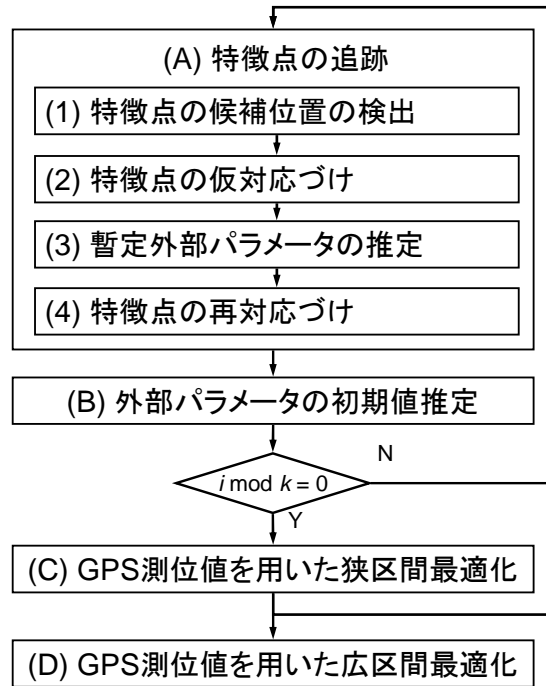 (A) 特徴点の追跡
(1) 特徴点の候補位置の検出
(2) 特徴点の仮対応づけ
(3) 暫定外部パラメータの推定
(4) 特徴点の再対応づけ
(B) 外部パラメータの初期値推定
N
i mod k = 0
Y
(C) GPS測位値を用いた狭区間最適化
(D) GPS測位値を用いた広区間最適化